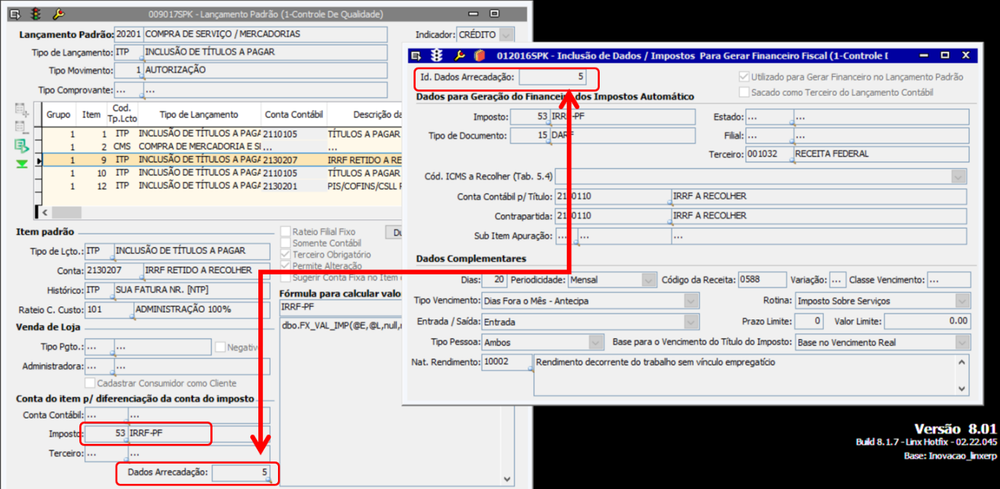 009017SPK - Lançamento Padrão (1-Controle De Qualidade)
Lançamento Padrão: 20201 COMPRA DE SERVIÇO / MERCADORIAS
Indicador: CRÉDITO
Tipo de Lançamento: ITP INCLUSÃO DE TÍTULOS A PAGAR
Tipo Movimento: 1 AUTORIZAÇÃO
Tipo Comprovante: ... ...
Grupo Item Cod. Tp.Lcto Tipo de Lançamento Conta Contábil Descrição da
1 1 ITP INCLUSÃO DE TÍTULOS A PAGA 2110105 TÍTULOS A PAGAR
1 2 CMS COMPRA DE MERCADORIA E SI ... ...
1 9 ITP INCLUSÃO DE TÍTULOS A PAGA 2130207 IRRF RETIDO A RE
1 10 ITP INCLUSÃO DE TÍTULOS A PAGA 2110105 TÍTULOS A PAGAR
1 12 ITP INCLUSÃO DE TÍTULOS A PAGA 2130201 PIS/COFINS/CSLL
Item padrão
Tipo de Lçto.: ITP INCLUSÃO DE TÍTULOS A PAGAR
Conta: 2130207 IRRF RETIDO A RECOLHER
Histórico: ITP SUA FATURA NR. [NTP]
Rateio C. Custo: 101 ADMINISTRAÇÃO 100%
Rateio Filial Fixo
Somente Contábil
Terceiro Obrigatório
Permite Alteração
Sugerir Conta Fixa no Item
Fórmula para calcular valo
IRRF-PF
dbo.FX_VAL_IMP(@E,@L,null,
Venda de Loja
Tipo Pgto.: ... ...
Negativ
Administradora: ... ...
Cadastrar Consumidor como Cliente
Conta do item p/ diferenciação da conta do imposto
Conta Contábil: ... ...
Imposto: 53 IRRF-PF
Terceiro: ... ...
Dados Arrecadação: 5
012016SPK - Inclusão de Dados / Impostos Para Gerar Financeiro Fiscal (1-Controle
Id. Dados Arrecadação: 5
Utilizado para Gerar Financeiro no Lançamento Padrão
Sacado como Terceiro do Lançamento Contábil
Dados para Geração do Financeiro dos Impostos Automático
Imposto: 53 IRRF-PF
Estado: ... ...
Tipo de Documento: 15 DARF
Filial: ... ...
Terceiro: 001032 RECEITA FEDERAL
Cód. ICMS a Recolher (Tab. 5.4)
Conta Contábil p/ Título: 2130110 IRRF A RECOLHER
Contrapartida: 2130110 IRRF A RECOLHER
Sub Item Apuração: ... ... ...
Dados Complementares
Dias: 20 Periodicidade: Mensal Código da Receita: 0588 Variação: ... Classe Vencimento: ...
Tipo Vencimento: Dias Fora o Mês - Antecipa Rotina: Imposto Sobre Serviços
Entrada / Saída: Entrada Prazo Limite: 0 Valor Limite: 0.00
Tipo Pessoa: Ambos Base para o Vencimento do Título do Imposto: Base no Vencimento Real
Nat. Rendimento: 10002 Rendimento decorrente do trabalho sem vínculo empregatício
Versão 8.01
Build 8.1.7 - Linx Hotfix - 02.22.045
Base: Inovacao_linxerp